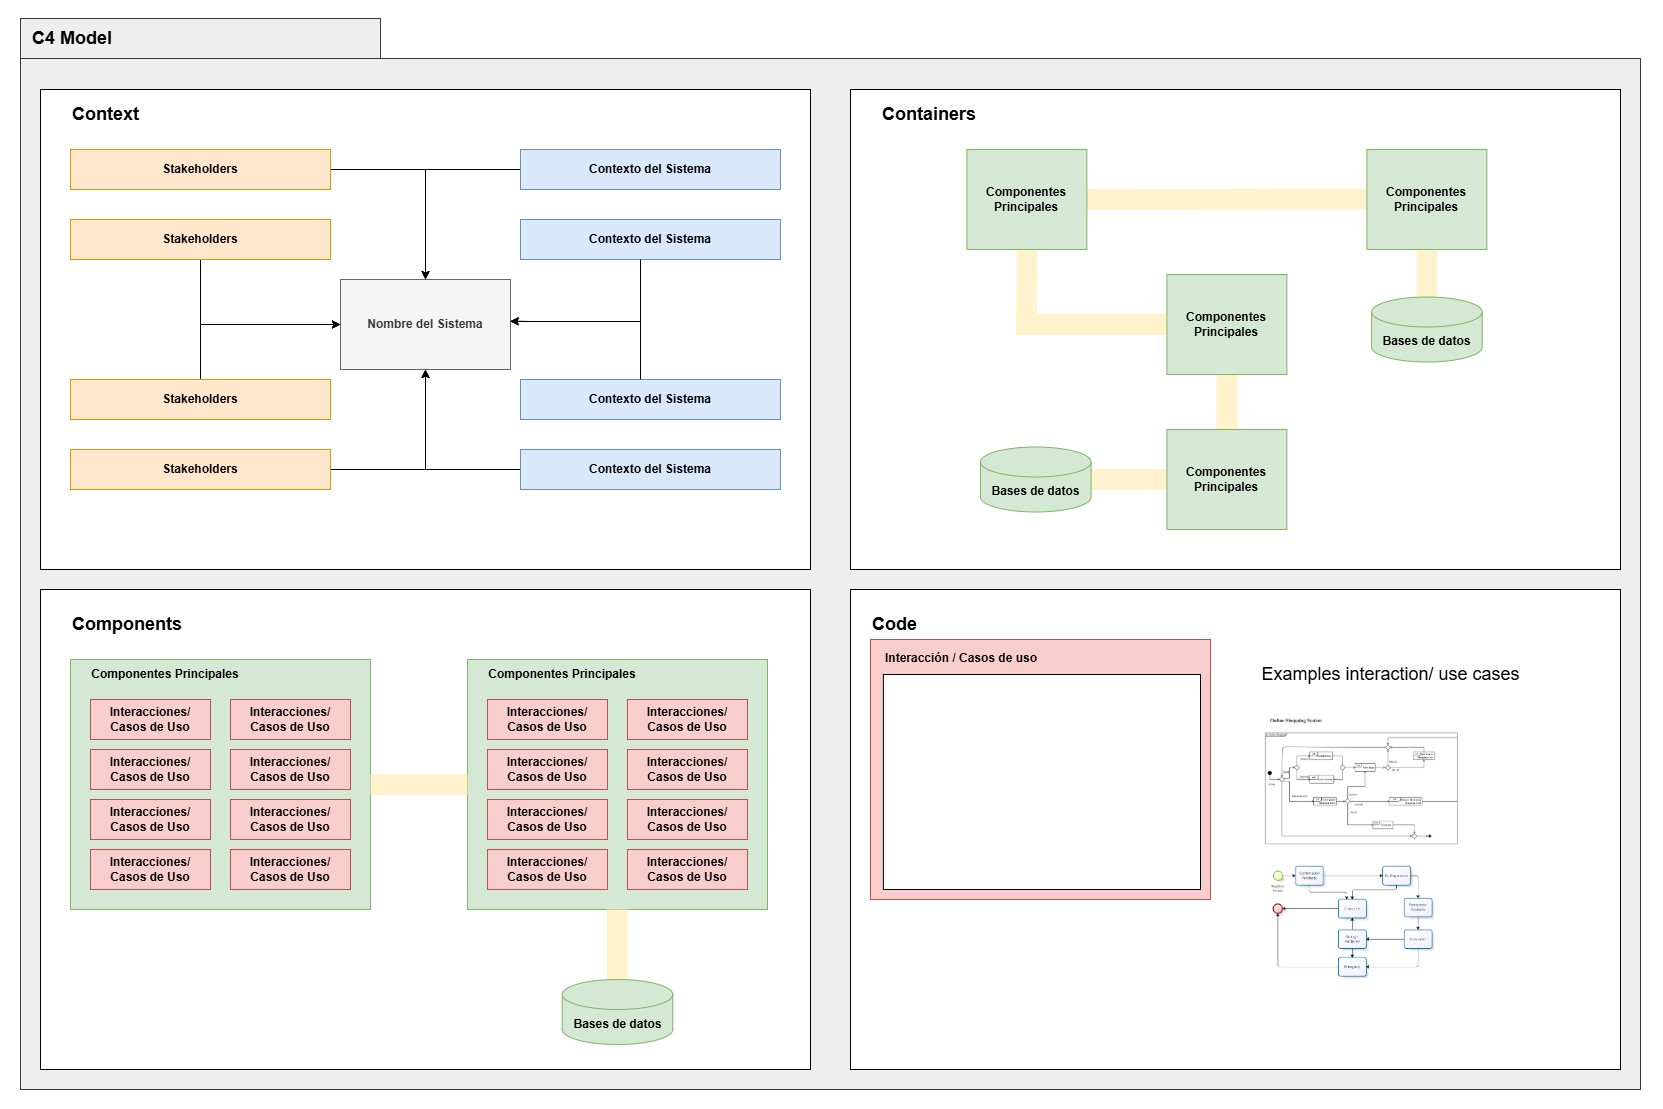 C4 Model
Context
Stakeholders
Contexto del Sistema
Stakeholders
Contexto del Sistema
Nombre del Sistema
Stakeholders
Contexto del Sistema
Stakeholders
Contexto del Sistema
Containers
Componentes
Principales
Componentes
Principales
Componentes
Principales
Bases de datos
Componentes
Principales
Bases de datos
Components
Componentes Principales
Interacciones/
Casos de Uso
Interacciones/
Casos de Uso
Interacciones/
Casos de Uso
Interacciones/
Casos de Uso
Interacciones/
Casos de Uso
Interacciones/
Casos de Uso
Interacciones/
Casos de Uso
Interacciones/
Casos de Uso
Componentes Principales
Interacciones/
Casos de Uso
Interacciones/
Casos de Uso
Interacciones/
Casos de Uso
Interacciones/
Casos de Uso
Interacciones/
Casos de Uso
Interacciones/
Casos de Uso
Interacciones/
Casos de Uso
Interacciones/
Casos de Uso
Bases de datos
Code
Interacción / Casos de uso
Examples interaction/ use cases
Online Shopping System